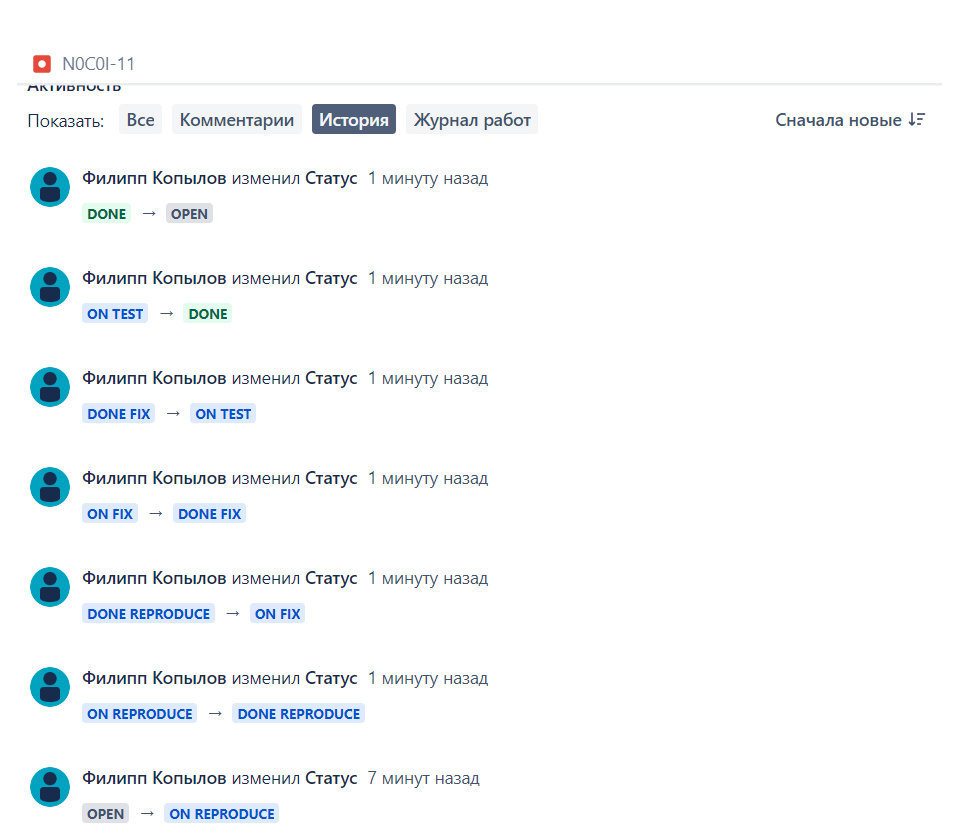 N0C0I-11
Активность
Показать: Все Комментарии История Журнал работ Сначала новые
Филипп Копылов изменил Статус 1 минуту назад
DONE → OPEN
Филипп Копылов изменил Статус 1 минуту назад
ON TEST → DONE
Филипп Копылов изменил Статус 1 минуту назад
DONE FIX → ON TEST
Филипп Копылов изменил Статус 1 минуту назад
ON FIX → DONE FIX
Филипп Копылов изменил Статус 1 минуту назад
DONE REPRODUCE → ON FIX
Филипп Копылов изменил Статус 1 минуту назад
ON REPRODUCE → DONE REPRODUCE
Филипп Копылов изменил Статус 7 минут назад
OPEN → ON REPRODUCE